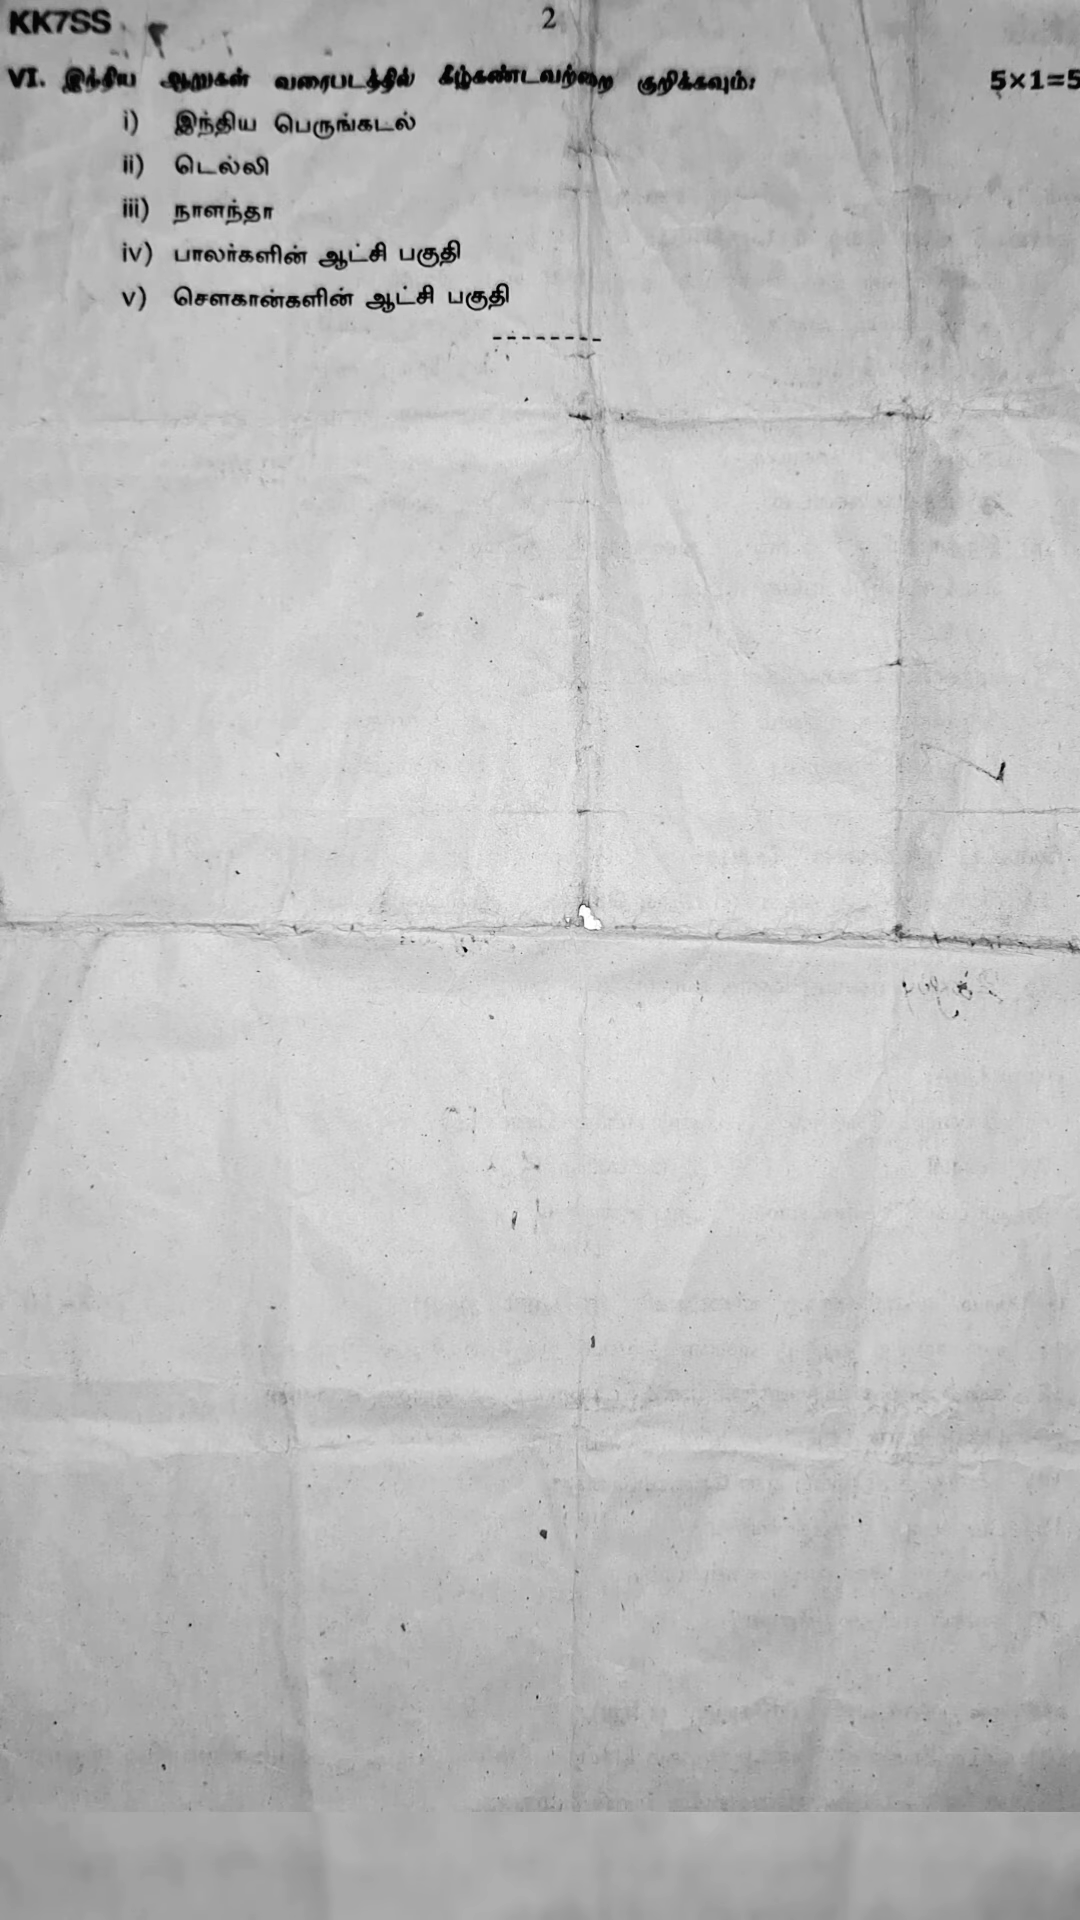 KK7SS 2
VI. இந்திய ஆறுகள் வரைபடத்தில் கீழ்கண்டவற்றை குறிக்கவும்: 5×1=5
i) இந்திய பெருங்கடல்
ii) டெல்லி
iii) நாளந்தா
iv) பாலர்களின் ஆட்சி பகுதி
v) சௌகான்களின் ஆட்சி பகுதி
--------